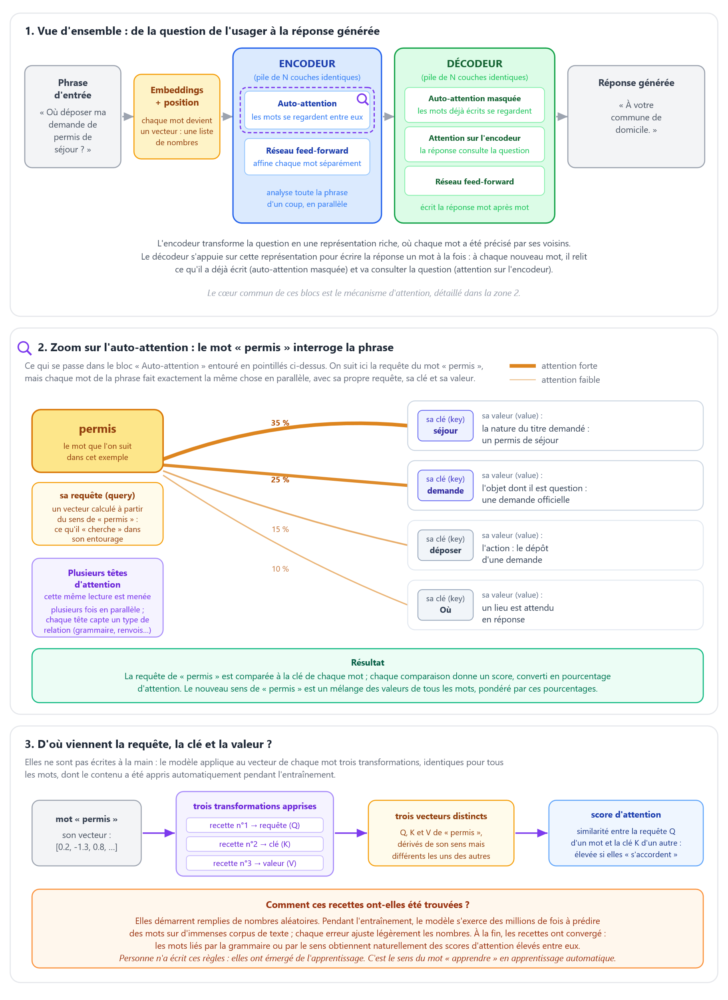 1. Vue d'ensemble : de la question de l'usager à la réponse générée
Phrase
d'entrée
« Où déposer ma
demande de
permis de
séjour ? »
Embeddings
+ position
chaque mot devient
un vecteur : une liste
de nombres
ENCODEUR
(pile de N couches identiques)
Auto-attention
les mots se regardent entre eux
Réseau feed-forward
affine chaque mot séparément
analyse toute la phrase
d'un coup, en parallèle
DÉCODEUR
(pile de N couches identiques)
Auto-attention masquée
les mots déjà écrits se regardent
Attention sur l'encodeur
la réponse consulte la question
Réseau feed-forward
écrit la réponse mot après mot
Réponse générée
« À votre
commune de
domicile. »
L'encodeur transforme la question en une représentation riche, où chaque mot a été précisé par ses voisins.
Le décodeur s'appuie sur cette représentation pour écrire la réponse un mot à la fois : à chaque nouveau mot, il relit
ce qu'il a déjà écrit (auto-attention masquée) et va consulter la question (attention sur l'encodeur).
Le cœur commun de ces blocs est le mécanisme d'attention, détaillé dans la zone 2.
2. Zoom sur l'auto-attention : le mot « permis » interroge la phrase
Ce qui se passe dans le bloc « Auto-attention » entouré en pointillés ci-dessus. On suit ici la requête du mot « permis »,
mais chaque mot de la phrase fait exactement la même chose en parallèle, avec sa propre requête, sa clé et sa valeur.
attention forte
attention faible
permis
le mot que l'on suit
dans cet exemple
sa requête (query)
un vecteur calculé à partir
du sens de « permis » :
ce qu'il « cherche » dans
son entourage
Plusieurs têtes
d'attention
cette même lecture est menée
plusieurs fois en parallèle ;
chaque tête capte un type de
relation (grammaire, renvois…)
35 %
25 %
15 %
10 %
sa clé (key)
séjour
sa valeur (value) :
la nature du titre demandé :
un permis de séjour
sa clé (key)
demande
sa valeur (value) :
l'objet dont il est question :
une demande officielle
sa clé (key)
déposer
sa valeur (value) :
l'action : le dépôt
d'une demande
sa clé (key)
Où
sa valeur (value) :
un lieu est attendu
en réponse
Résultat
La requête de « permis » est comparée à la clé de chaque mot ; chaque comparaison donne un score, converti en pourcentage
d'attention. Le nouveau sens de « permis » est un mélange des valeurs de tous les mots, pondéré par ces pourcentages.
3. D'où viennent la requête, la clé et la valeur ?
Elles ne sont pas écrites à la main : le modèle applique au vecteur de chaque mot trois transformations, identiques pour tous
les mots, dont le contenu a été appris automatiquement pendant l'entraînement.
mot « permis »
son vecteur :
[0.2, -1.3, 0.8, …]
trois transformations apprises
recette n°1 → requête (Q)
recette n°2 → clé (K)
recette n°3 → valeur (V)
trois vecteurs distincts
Q, K et V de « permis »,
dérivés de son sens mais
différents les uns des autres
score d'attention
similarité entre la requête Q
d'un mot et la clé K d'un autre :
élevée si elles « s'accordent »
Comment ces recettes ont-elles été trouvées ?
Elles démarrent remplies de nombres aléatoires. Pendant l'entraînement, le modèle s'exerce des millions de fois à prédire
des mots sur d'immenses corpus de texte ; chaque erreur ajuste légèrement les nombres. À la fin, les recettes ont convergé :
les mots liés par la grammaire ou par le sens obtiennent naturellement des scores d'attention élevés entre eux.
Personne n'a écrit ces règles : elles ont émergé de l'apprentissage. C'est le sens du mot « apprendre » en apprentissage automatique.